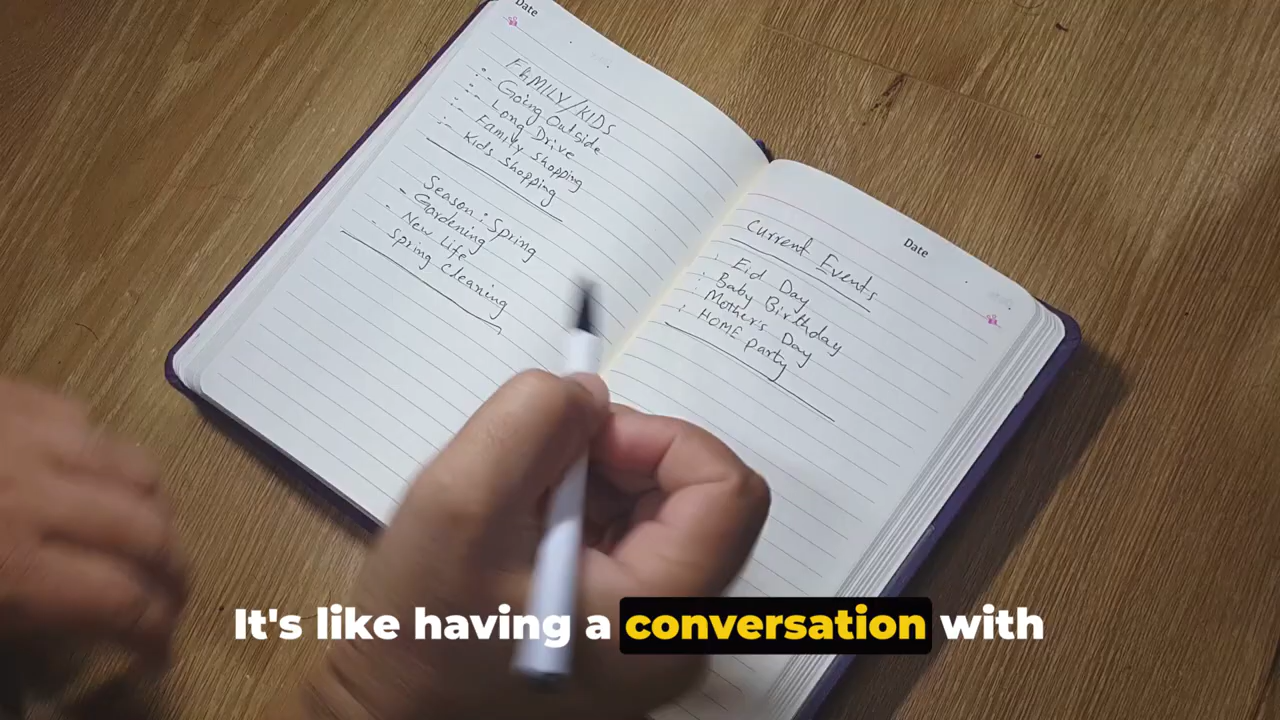 Date
FAMILY/KIDS
:- Going Outside
:- Long Drive
:- Family shopping
:- Kids shopping
Season: Spring
- Gardening
- New Life
- Spring Cleaning
Date
Current Events
: Eid Day
: Baby Birthday
: Mother's Day
: HOME party
It's like having a conversation with